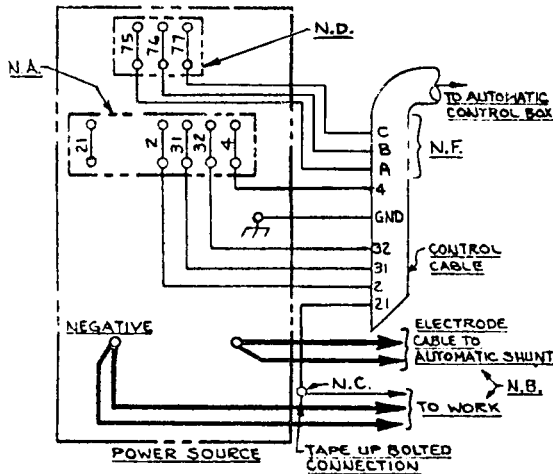 75 76 77
N.D.
N.A.
TO AUTOMATIC
CONTROL BOX
21 2 31 32 4
C
B
A
N.F.
4
GND
32
31
2
21
CONTROL
CABLE
NEGATIVE
ELECTRODE
CABLE TO
AUTOMATIC SHUNT
N.B.
N.C.
TO WORK
POWER SOURCE
TAPE UP BOLTED
CONNECTION